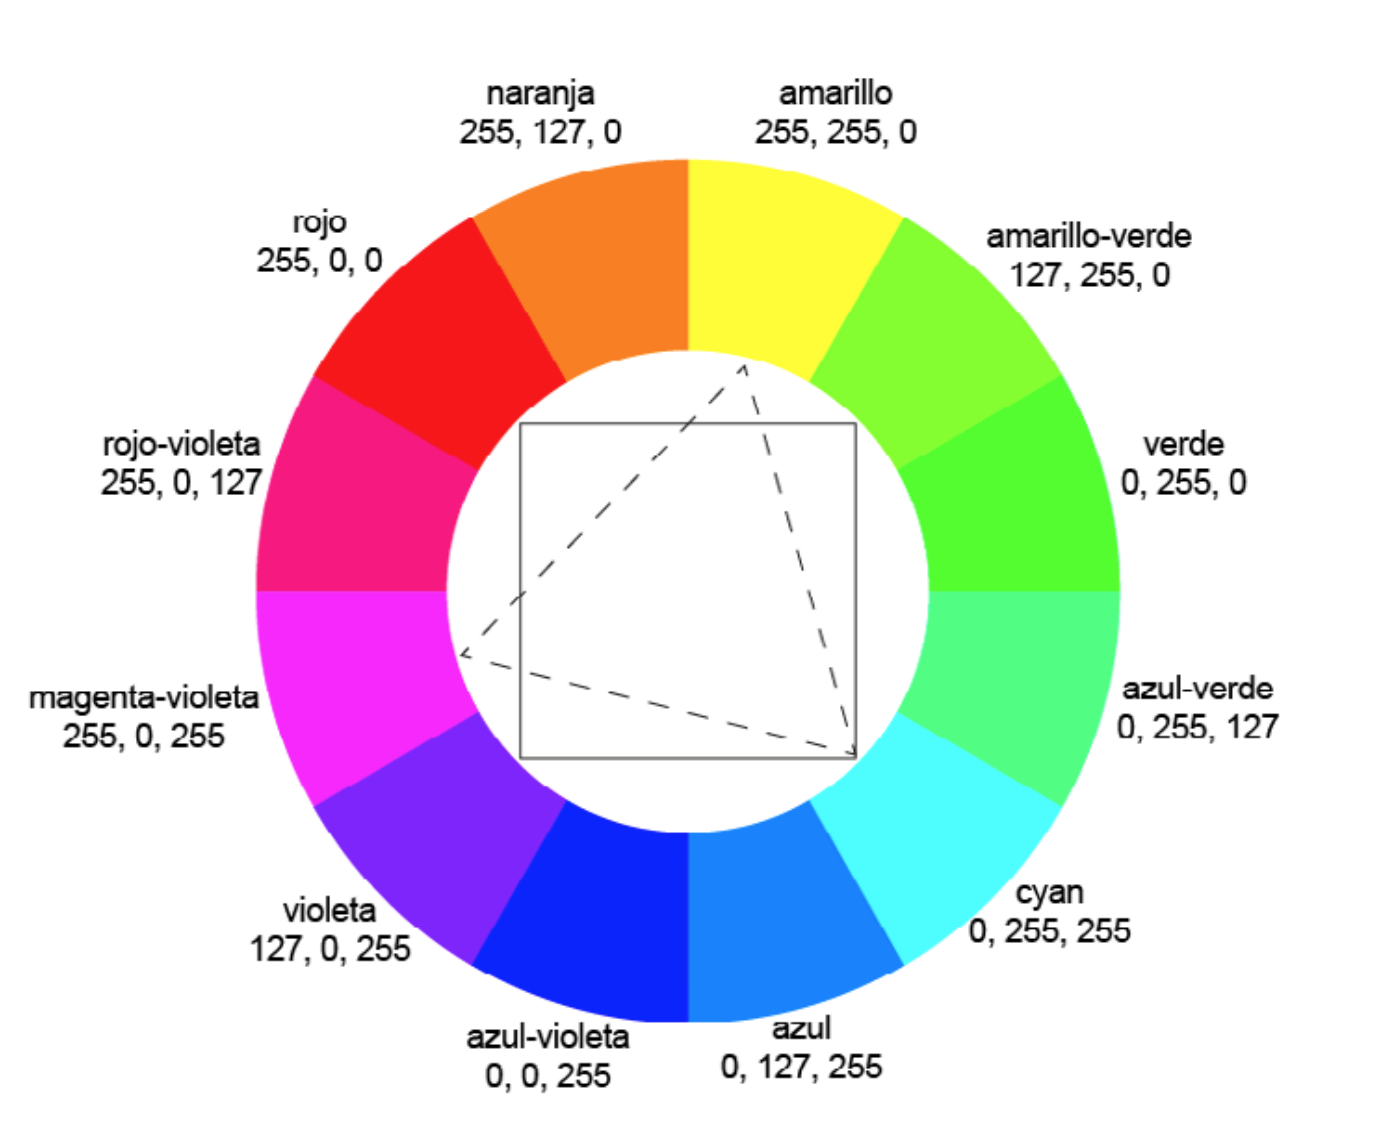 naranja
255, 127, 0
amarillo
255, 255, 0
rojo
255, 0, 0
amarillo-verde
127, 255, 0
rojo-violeta
255, 0, 127
verde
0, 255, 0
magenta-violeta
255, 0, 255
azul-verde
0, 255, 127
violeta
127, 0, 255
cyan
0, 255, 255
azul-violeta
0, 0, 255
azul
0, 127, 255